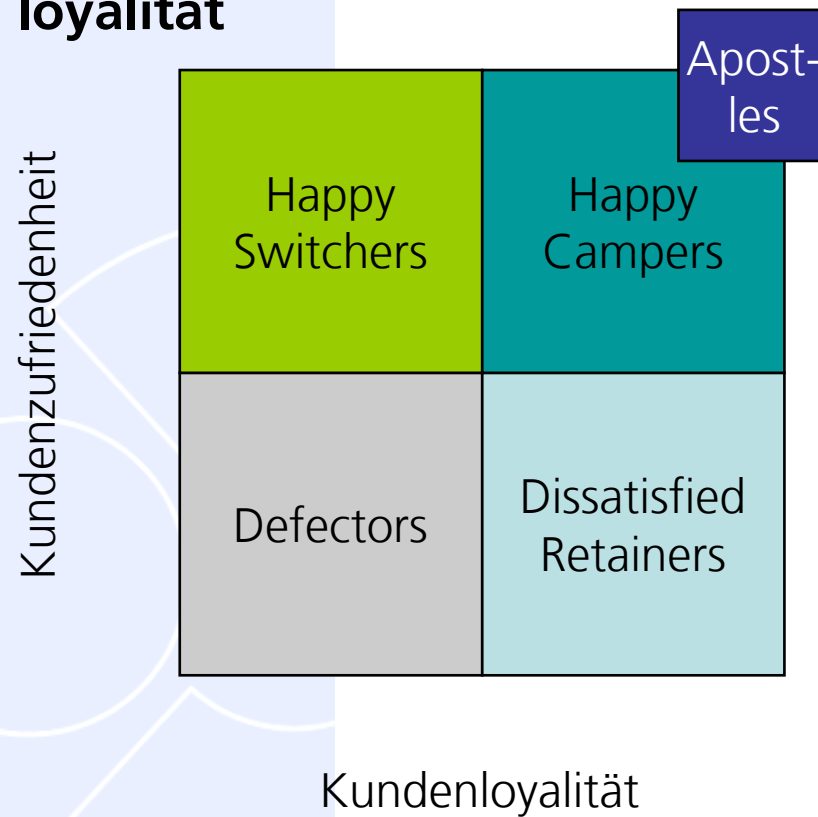 loyalität
Apost-
les
Happy
Switchers
Happy
Campers
Kundenzufriedenheit
Defectors
Dissatisfied
Retainers
Kundenloyalität